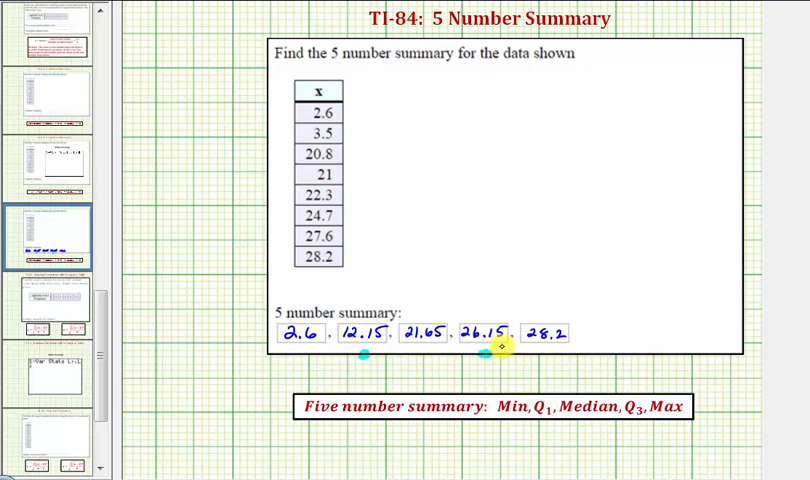 TI-84: 5 Number Summary
Find the 5 number summary for the data shown
x
2.6
3.5
20.8
21
22.3
24.7
27.6
28.2
5 number summary:
2.6 , 12.15, 21.65, 26.15, 28.2
Five number summary: Min, Q₁, Median, Q₃, Max